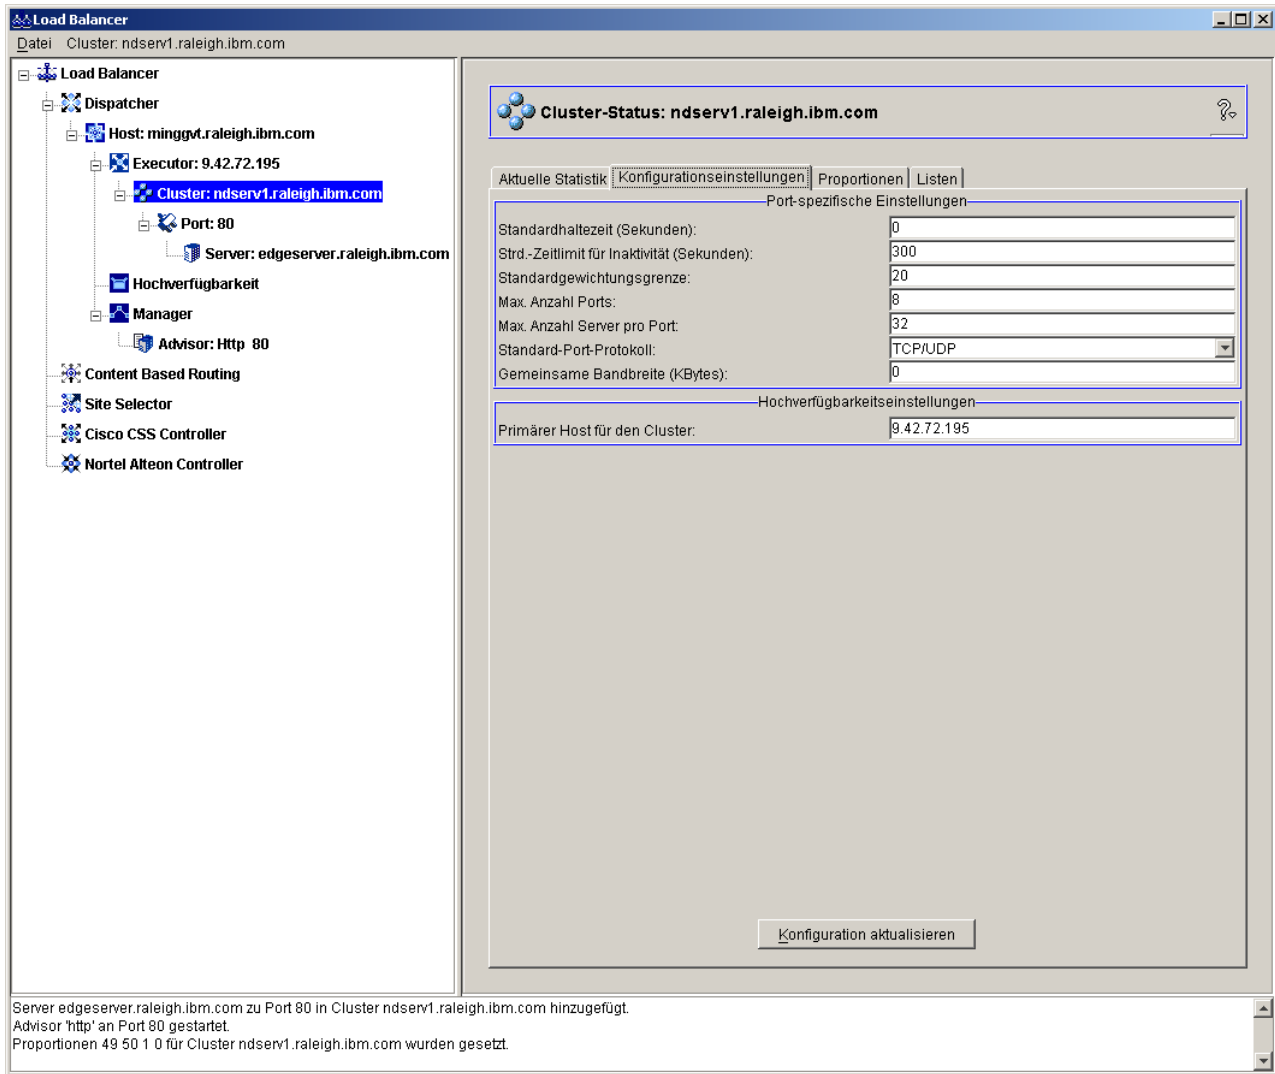 Load Balancer
Datei Cluster: ndserv1.raleigh.ibm.com
Load Balancer
Dispatcher
Host: minggvt.raleigh.ibm.com
Executor: 9.42.72.195
Cluster: ndserv1.raleigh.ibm.com
Port: 80
Server: edgeserver.raleigh.ibm.com
Hochverfügbarkeit
Manager
Advisor: Http 80
Content Based Routing
Site Selector
Cisco CSS Controller
Nortel Alteon Controller
Cluster-Status: ndserv1.raleigh.ibm.com
Aktuelle Statistik Konfigurationseinstellungen Proportionen Listen
Port-spezifische Einstellungen
Standardhaltezeit (Sekunden): 0
Strd.-Zeitlimit für Inaktivität (Sekunden): 300
Standardgewichtungsgrenze: 20
Max. Anzahl Ports: 8
Max. Anzahl Server pro Port: 32
Standard-Port-Protokoll: TCP/UDP
Gemeinsame Bandbreite (KBytes): 0
Hochverfügbarkeitseinstellungen
Primärer Host für den Cluster: 9.42.72.195
Konfiguration aktualisieren
Server edgeserver.raleigh.ibm.com zu Port 80 in Cluster ndserv1.raleigh.ibm.com hinzugefügt.
Advisor 'http' an Port 80 gestartet.
Proportionen 49 50 1 0 für Cluster ndserv1.raleigh.ibm.com wurden gesetzt.